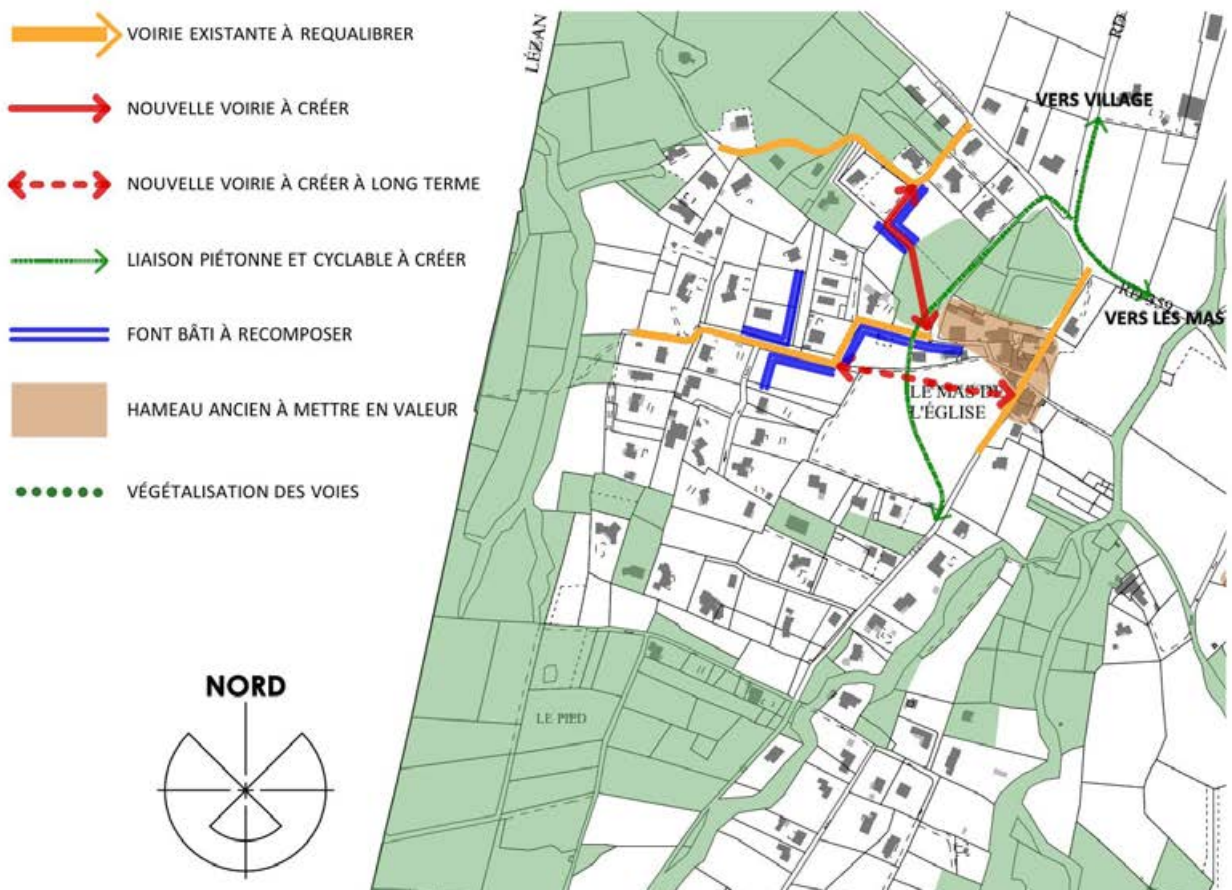 VOIRIE EXISTANTE À REQUALIBRER
NOUVELLE VOIRIE À CRÉER
NOUVELLE VOIRIE À CRÉER À LONG TERME
LIAISON PIÉTONNE ET CYCLABLE À CRÉER
FONT BÂTI À RECOMPOSER
HAMEAU ANCIEN À METTRE EN VALEUR
VÉGÉTALISATION DES VOIES
NORD
LÉZAN
RD
VERS VILLAGE
RD 359
VERS LES MAS
LE MAS DE
L'ÉGLISE
LE PIED